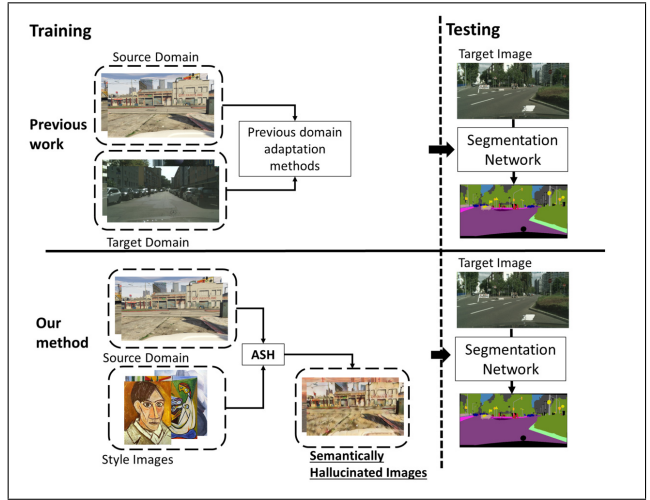 Training
Testing
Source Domain
Target Image
Previous
work
Previous domain
adaptation
methods
Segmentation
Network
Target Domain
Our
method
Source Domain
ASH
Target Image
Segmentation
Network
Style Images
Semantically
Hallucinated Images